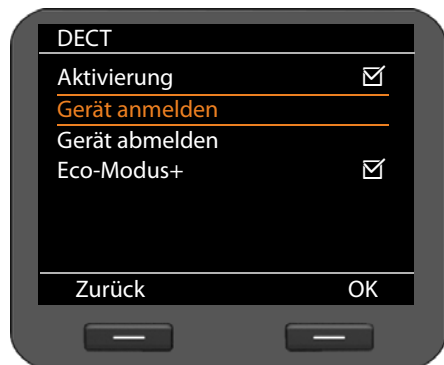 DECT
Aktivierung
Gerät anmelden
Gerät abmelden
Eco-Modus+
Zurück OK